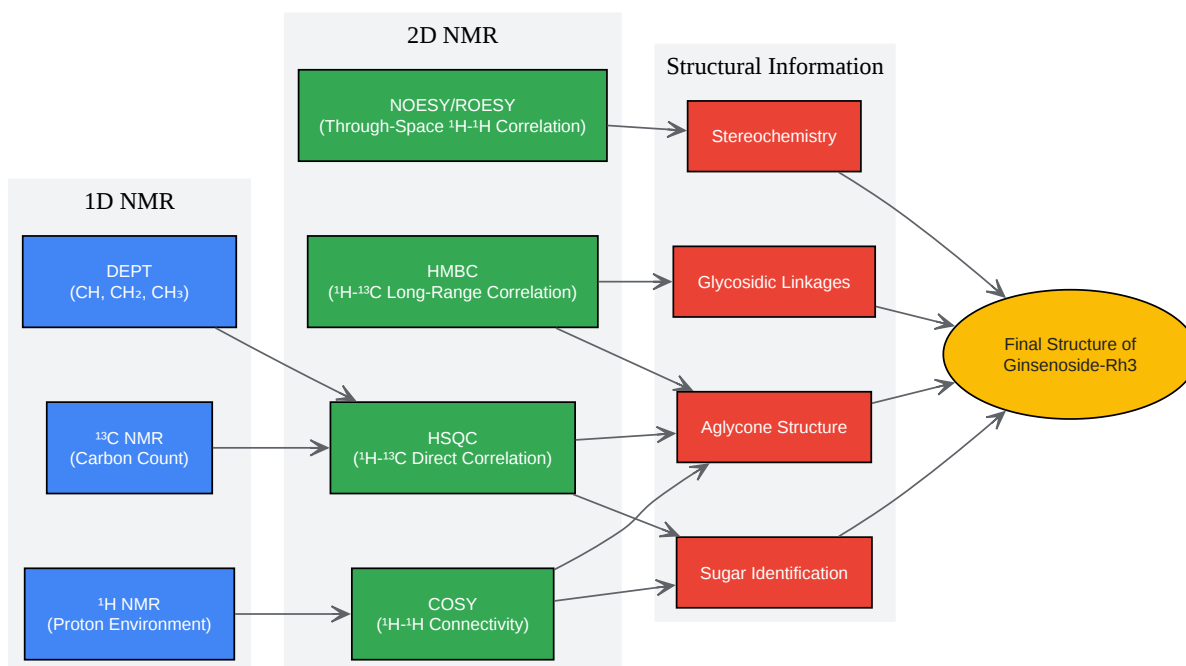 1D NMR
DEPT
(CH, CH₂, CH₃)
¹³C NMR
(Carbon Count)
¹H NMR
(Proton Environment)
2D NMR
NOESY/ROESY
(Through-Space ¹H-¹H Correlation)
HMBC
(¹H-¹³C Long-Range Correlation)
HSQC
(¹H-¹³C Direct Correlation)
COSY
(¹H-¹H Connectivity)
Structural Information
Stereochemistry
Glycosidic Linkages
Aglycone Structure
Sugar Identification
Final Structure of
Ginsenoside-Rh3